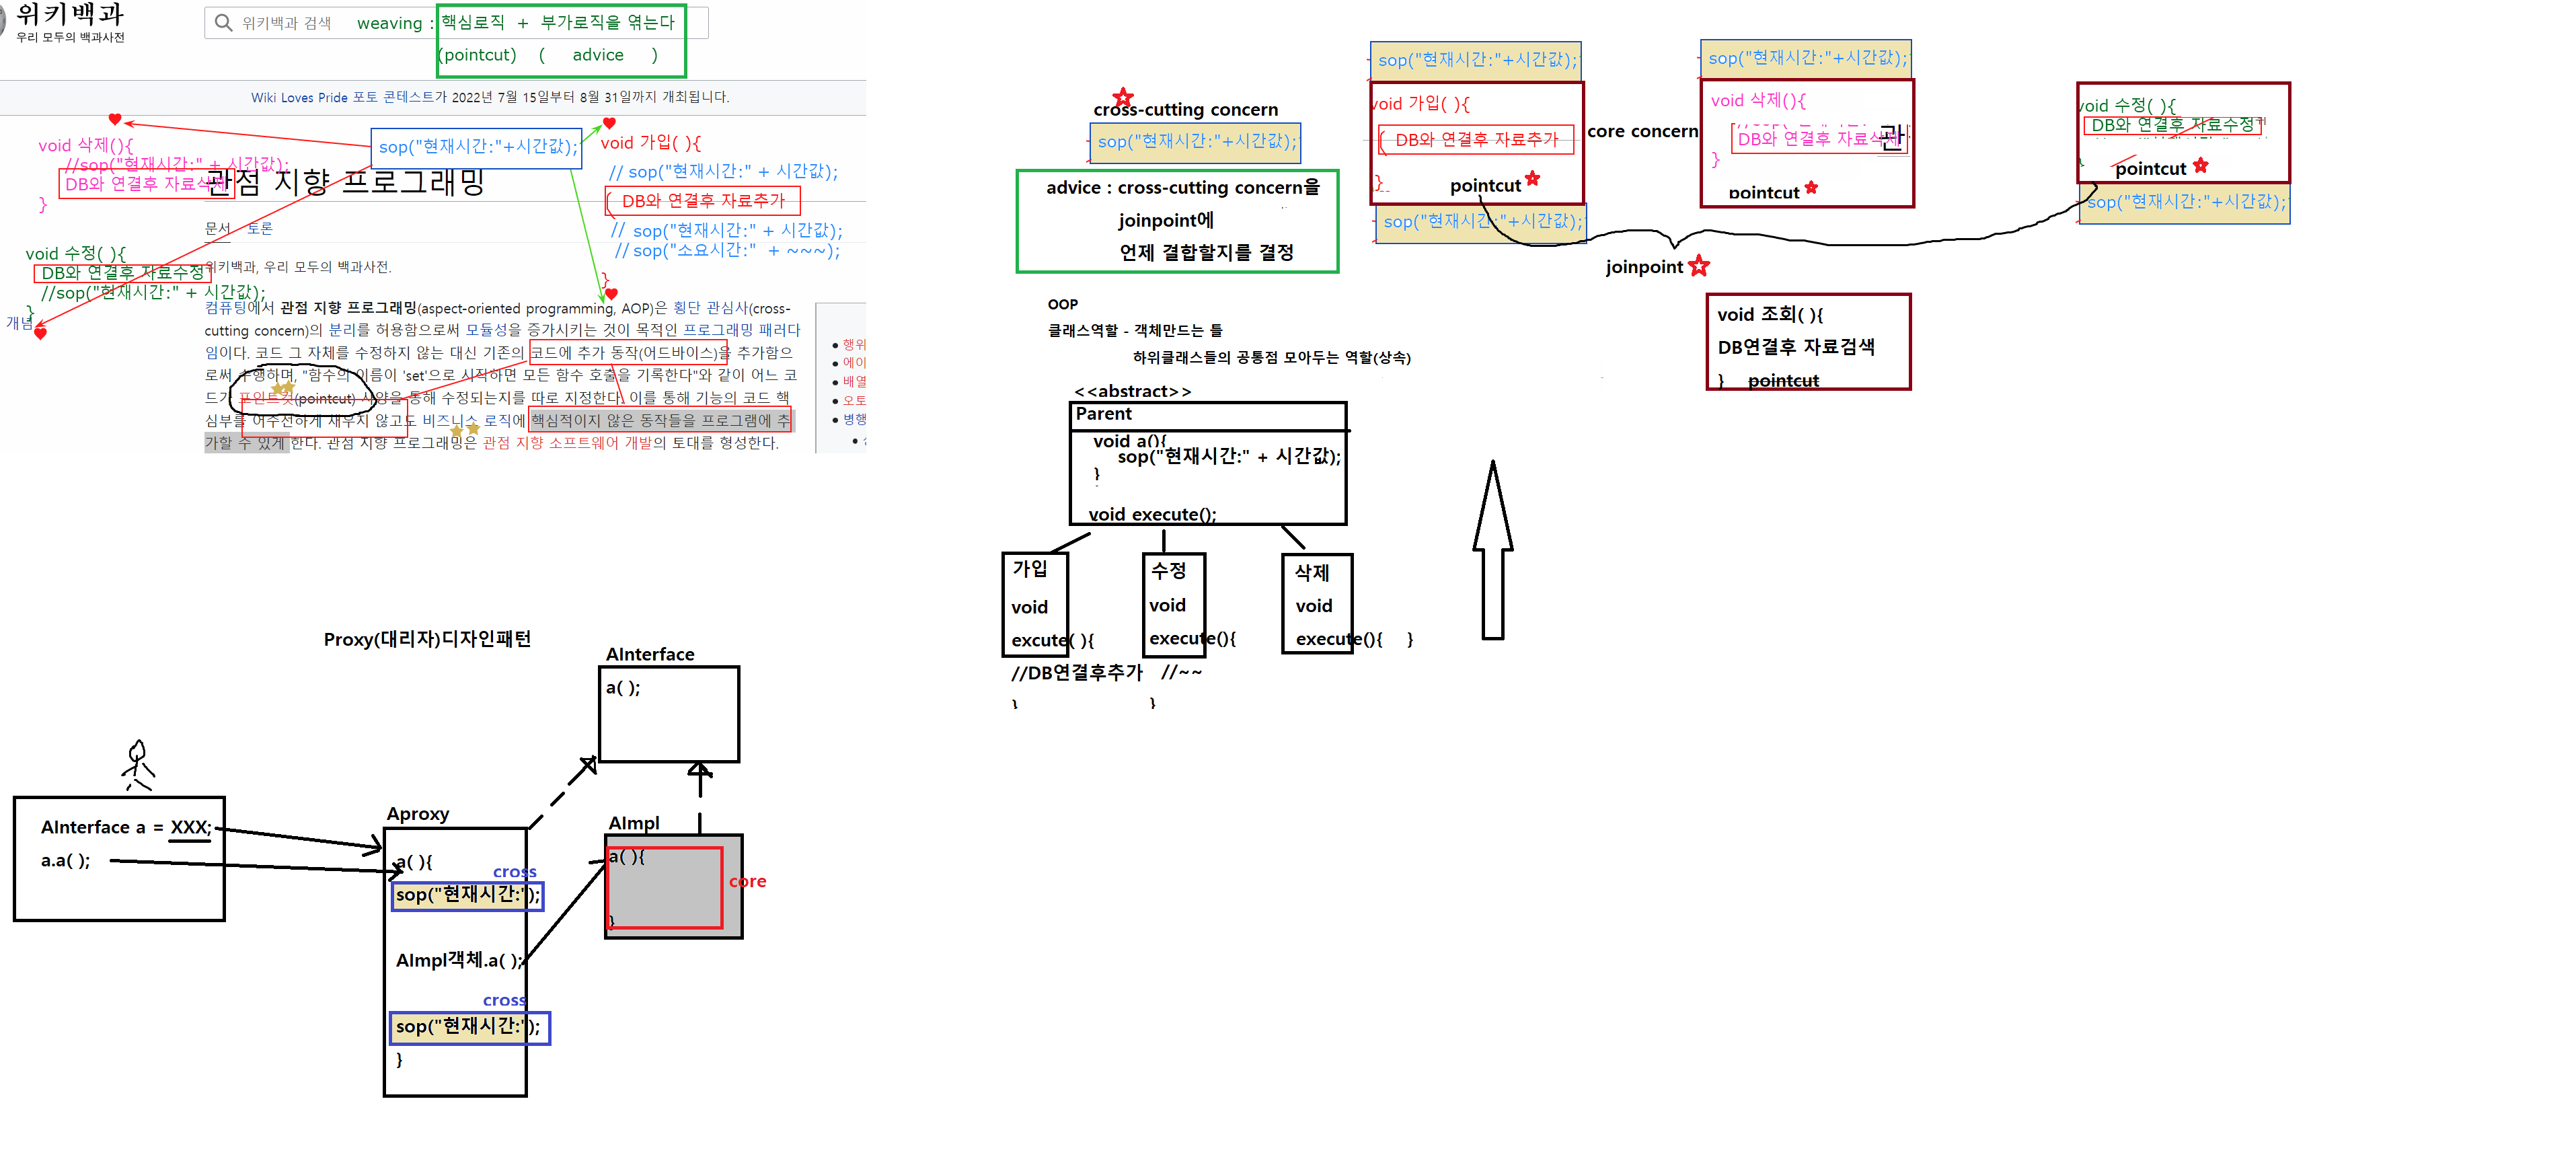 위키백과
우리 모두의 백과사전
위키백과 검색
weaving : 핵심로직 + 부가로직을 엮는다
(pointcut) ( advice )
Wiki Loves Pride 포토 콘테스트가 2022년 7월 15일부터 8월 31일까지 개최됩니다.
void 삭제(){
//sop("현재시간:" + 시간값);
DB와 연결후 자료삭제
}
sop("현재시간:"+시간값);
void 가입( ){
// sop("현재시간:" + 시간값);
( DB와 연결후 자료추가
// sop("현재시간:" + 시간값);
// sop("소요시간:" + ~~~);
}
관점 지향 프로그래밍
문서 토론
void 수정( ){
DB와 연결후 자료수정
//sop("현재시간:" + 시간값);
}
개념
위키백과, 우리 모두의 백과사전.
컴퓨팅에서 관점 지향 프로그래밍(aspect-oriented programming, AOP)은 횡단 관심사(cross-
cutting concern)의 분리를 허용함으로써 모듈성을 증가시키는 것이 목적인 프로그래밍 패러다
임이다. 코드 그 자체를 수정하지 않는 대신 기존의 코드에 추가 동작(어드바이스)을 추가함으
로써 수행하며, "함수의 이름이 'set'으로 시작하면 모든 함수 호출을 기록한다"와 같이 어느 코
드가 포인트컷(pointcut) 사양을 통해 수정되는지를 따로 지정한다. 이를 통해 기능의 코드 핵
심부를 어수선하게 채우지 않고도 비즈니스 로직에 핵심적이지 않은 동작들을 프로그램에 추
가할 수 있게 한다. 관점 지향 프로그래밍은 관점 지향 소프트웨어 개발의 토대를 형성한다.
행위
에이
배열
오토
병행
cross-cutting concern
sop("현재시간:"+시간값);
advice : cross-cutting concern을
joinpoint에
언제 결합할지를 결정
sop("현재시간:"+시간값);
void 가입( ){
( DB와 연결후 자료추가
}
pointcut
sop("현재시간:"+시간값);
core concern
sop("현재시간:"+시간값);
void 삭제(){
DB와 연결후 자료삭제
관
}
pointcut
void 수정( ){
DB와 연결후 자료수정
}
pointcut
sop("현재시간:"+시간값);
joinpoint
void 조회( ){
DB연결후 자료검색
} pointcut
OOP
클래스역할 - 객체만드는 틀
하위클래스들의 공통점 모아두는 역할(상속)
<<abstract>>
Parent
void a(){
sop("현재시간:" + 시간값);
}
void execute();
가입
void
excute( ){
//DB연결후추가
}
수정
void
execute(){
//~~
}
삭제
void
execute(){ }
Proxy(대리자)디자인패턴
AInterface
a( );
AInterface a = XXX;
a.a( );
Aproxy
a( ){
cross
sop("현재시간:");
AImpl객체.a( );
cross
sop("현재시간:");
}
AImpl
a( ){
core
}